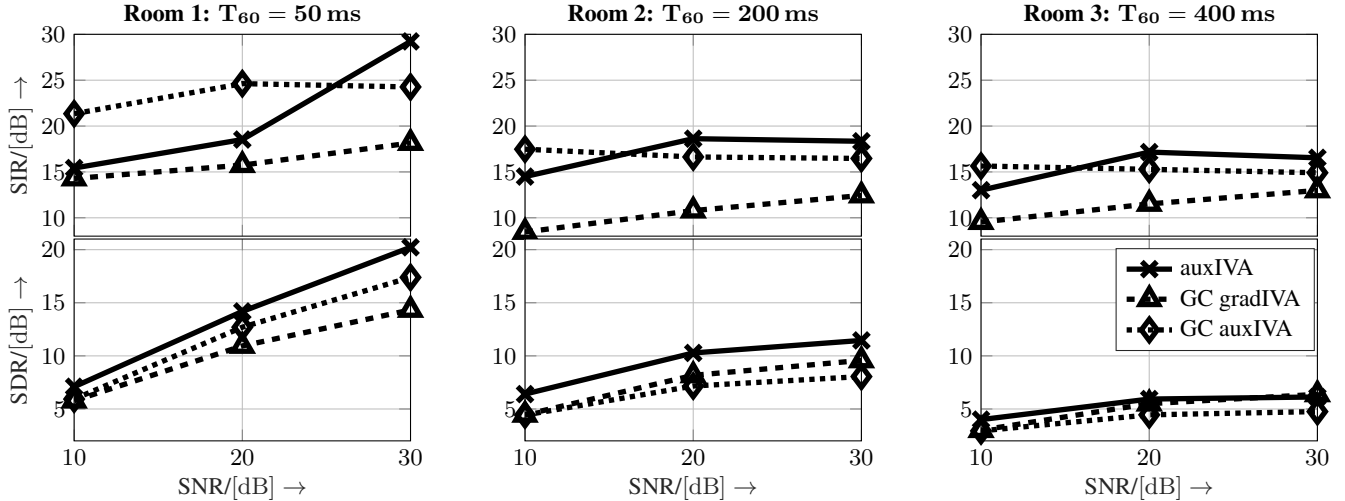 Room 1: T60 = 50 ms
Room 2: T60 = 200 ms
Room 3: T60 = 400 ms
SIR/[dB] →
30
25
20
15
10
30
25
20
15
10
30
25
20
15
10
SDR/[dB] →
20
15
10
5
20
15
10
5
20
15
10
5
auxIVA
GC gradIVA
GC auxIVA
10 20 30
10 20 30
10 20 30
SNR/[dB] →
SNR/[dB] →
SNR/[dB] →